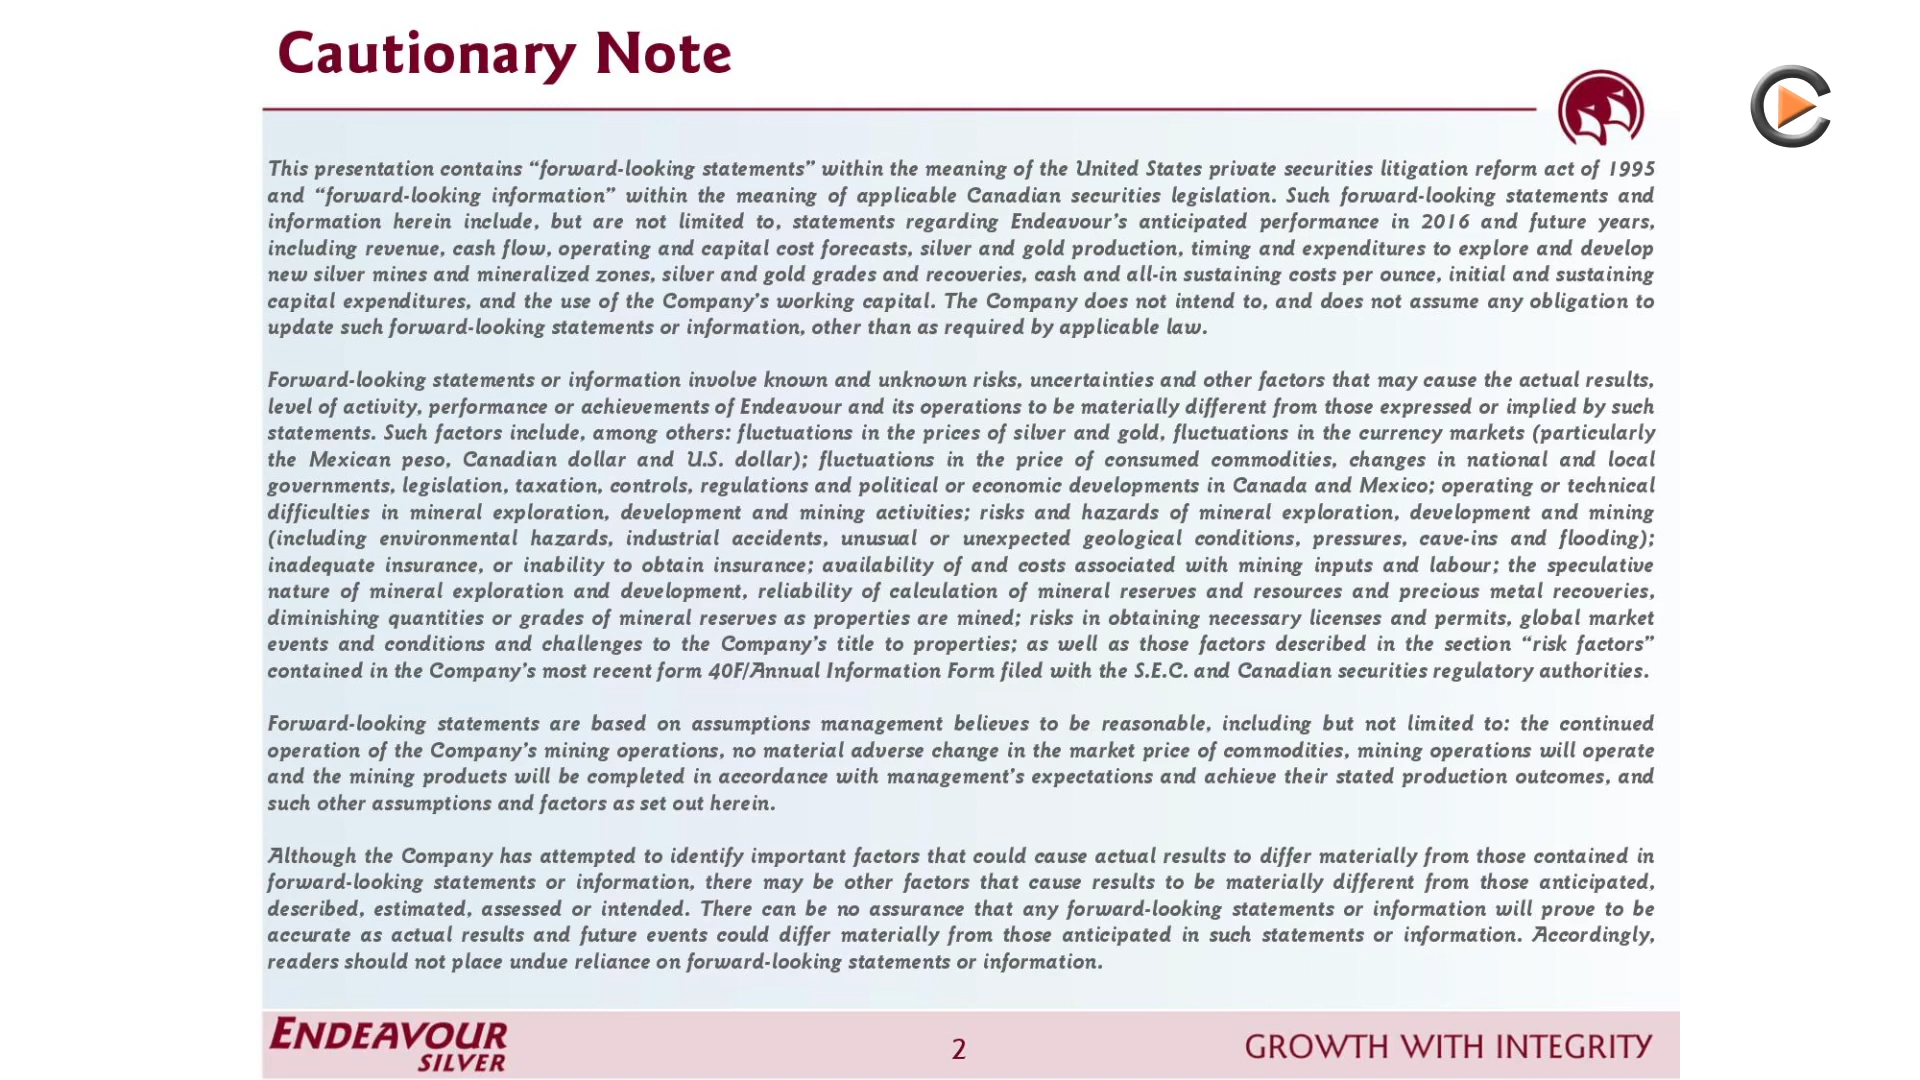 Cautionary Note
This presentation contains “forward-looking statements” within the meaning of the United States private securities litigation reform act of 1995
and “forward-looking information” within the meaning of applicable Canadian securities legislation. Such forward-looking statements and
information herein include, but are not limited to, statements regarding Endeavour’s anticipated performance in 2016 and future years,
including revenue, cash flow, operating and capital cost forecasts, silver and gold production, timing and expenditures to explore and develop
new silver mines and mineralized zones, silver and gold grades and recoveries, cash and all-in sustaining costs per ounce, initial and sustaining
capital expenditures, and the use of the Company’s working capital. The Company does not intend to, and does not assume any obligation to
update such forward-looking statements or information, other than as required by applicable law.
Forward-looking statements or information involve known and unknown risks, uncertainties and other factors that may cause the actual results,
level of activity, performance or achievements of Endeavour and its operations to be materially different from those expressed or implied by such
statements. Such factors include, among others: fluctuations in the prices of silver and gold, fluctuations in the currency markets (particularly
the Mexican peso, Canadian dollar and U.S. dollar); fluctuations in the price of consumed commodities, changes in national and local
governments, legislation, taxation, controls, regulations and political or economic developments in Canada and Mexico; operating or technical
difficulties in mineral exploration, development and mining activities; risks and hazards of mineral exploration, development and mining
(including environmental hazards, industrial accidents, unusual or unexpected geological conditions, pressures, cave-ins and flooding);
inadequate insurance, or inability to obtain insurance; availability of and costs associated with mining inputs and labour; the speculative
nature of mineral exploration and development, reliability of calculation of mineral reserves and resources and precious metal recoveries,
diminishing quantities or grades of mineral reserves as properties are mined; risks in obtaining necessary licenses and permits, global market
events and conditions and challenges to the Company’s title to properties; as well as those factors described in the section “risk factors”
contained in the Company’s most recent form 40F/Annual Information Form filed with the S.E.C. and Canadian securities regulatory authorities.
Forward-looking statements are based on assumptions management believes to be reasonable, including but not limited to: the continued
operation of the Company’s mining operations, no material adverse change in the market price of commodities, mining operations will operate
and the mining products will be completed in accordance with management’s expectations and achieve their stated production outcomes, and
such other assumptions and factors as set out herein.
Although the Company has attempted to identify important factors that could cause actual results to differ materially from those contained in
forward-looking statements or information, there may be other factors that cause results to be materially different from those anticipated,
described, estimated, assessed or intended. There can be no assurance that any forward-looking statements or information will prove to be
accurate as actual results and future events could differ materially from those anticipated in such statements or information. Accordingly,
readers should not place undue reliance on forward-looking statements or information.
ENDEAVOUR
SILVER
2
GROWTH WITH INTEGRITY